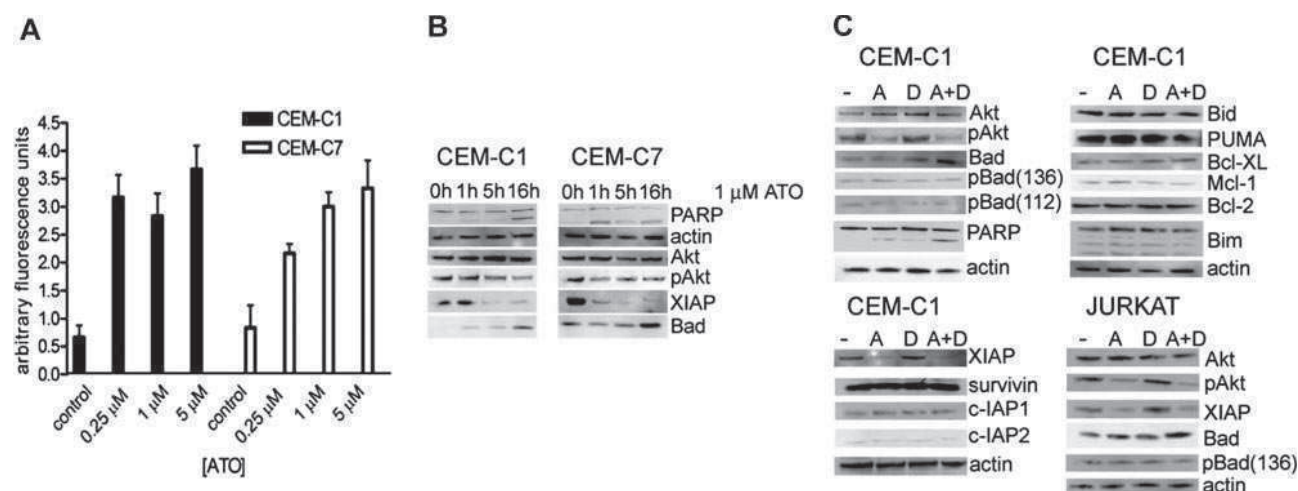 A
CEM-C1
CEM-C7
arbitrary fluorescence units
4.5
4.0
3.5
3.0
2.5
2.0
1.5
1.0
0.5
0.0
control
0.25 µM
1 µM
5 µM
control
0.25 µM
1 µM
5 µM
[ATO]
B
CEM-C1 CEM-C7
0h 1h 5h 16h 0h 1h 5h 16h 1 µM ATO
PARP
actin
Akt
pAkt
XIAP
Bad
C
CEM-C1
- A D A+D
Akt
pAkt
Bad
pBad(136)
pBad(112)
PARP
actin
CEM-C1
- A D A+D
Bid
PUMA
Bcl-XL
Mcl-1
Bcl-2
Bim
actin
CEM-C1
- A D A+D
XIAP
survivin
c-IAP1
c-IAP2
actin
JURKAT
- A D A+D
Akt
pAkt
XIAP
Bad
pBad(136)
actin